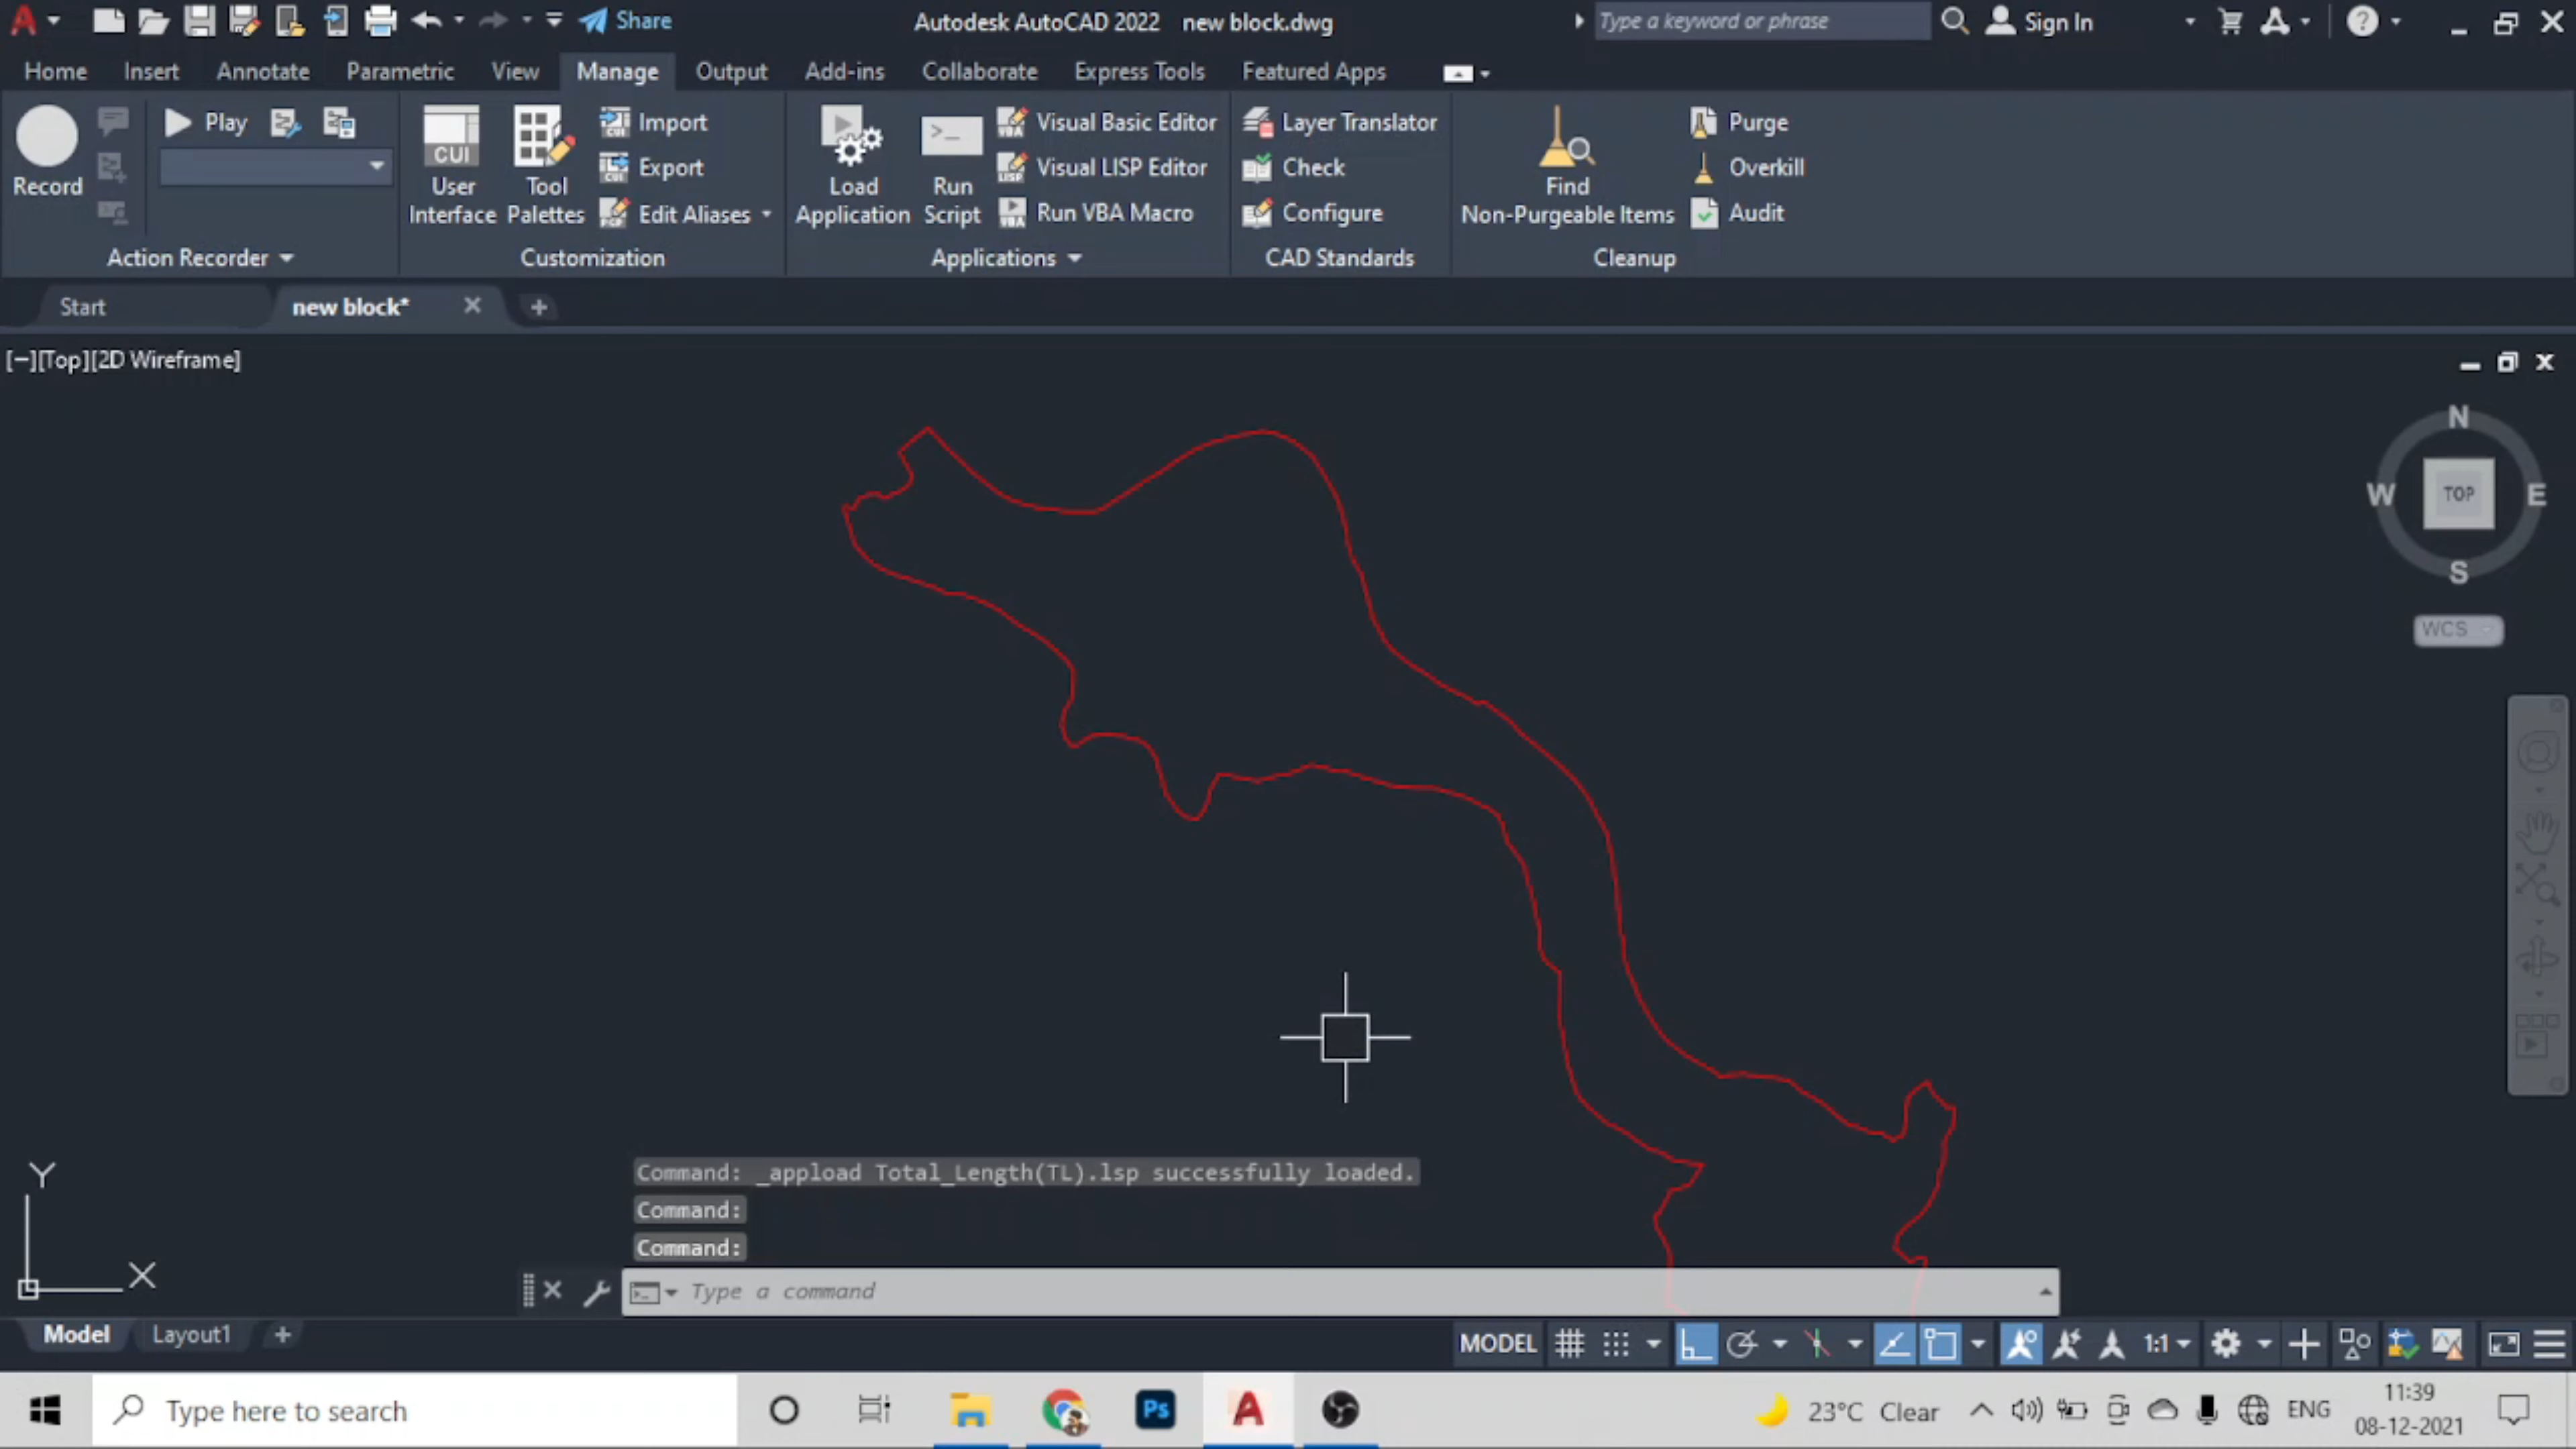 Share
Autodesk AutoCAD 2022 new block.dwg
Type a keyword or phrase
Sign In
Home Insert Annotate Parametric View Manage Output Add-ins Collaborate Express Tools Featured Apps
Record
Play
CUI
User Interface
Tool Palettes
Import
Export
Edit Aliases
Load Application
Run Script
Visual Basic Editor
Visual LISP Editor
Run VBA Macro
Layer Translator
Check
Configure
Find Non-Purgeable Items
Purge
Overkill
Audit
Action Recorder
Customization
Applications
CAD Standards
Cleanup
Start
new block*
[−][Top][2D Wireframe]
N
W TOP E
S
WCS
Command: _appload Total_Length(TL).lsp successfully loaded.
Command:
Command:
Type a command
Y
X
Model Layout1
MODEL
1:1
Type here to search
Ps
23°C Clear
ENG
11:39
08-12-2021